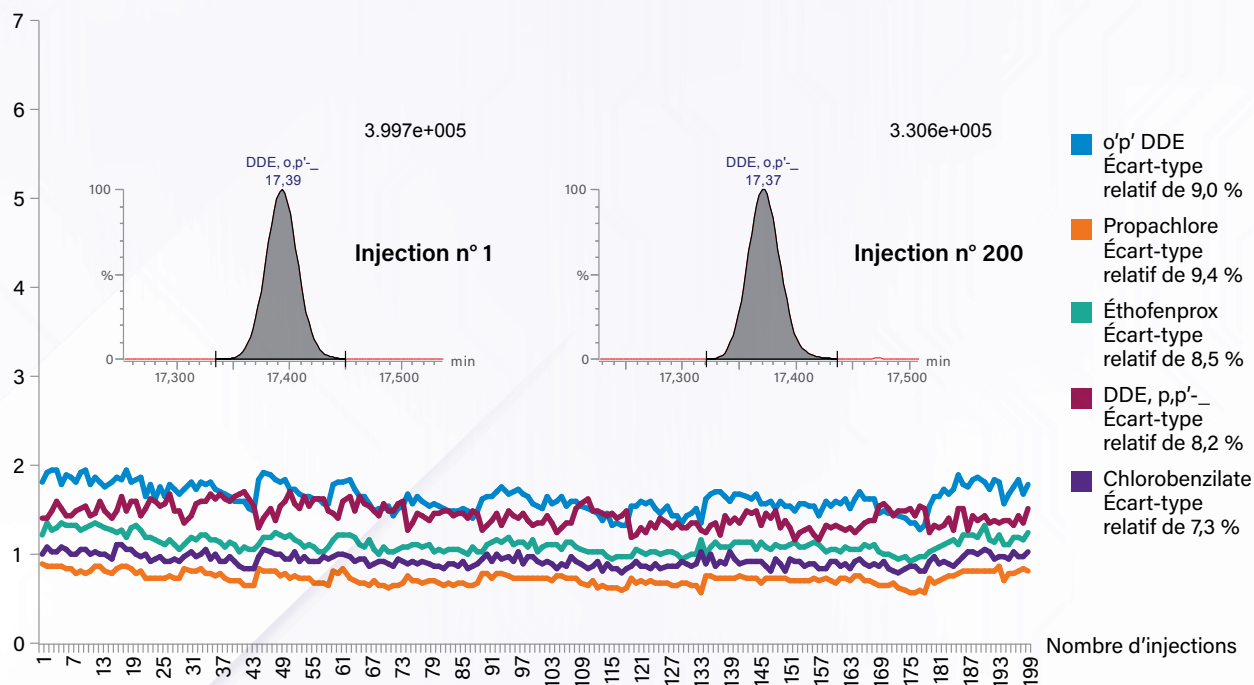 7
6
5
4
3
2
1
0
3.997e+005
DDE, o,p'-_
17,39
100
%
0
17,300
17,400
17,500
min
Injection n° 1
3.306e+005
DDE, o,p'-_
17,37
100
%
0
17,300
17,400
17,500
min
Injection n° 200
o'p' DDE
Écart-type
relatif de 9,0 %
Propachlore
Écart-type
relatif de 9,4 %
Éthofenprox
Écart-type
relatif de 8,5 %
DDE, p,p'-_
Écart-type
relatif de 8,2 %
Chlorobenzilate
Écart-type
relatif de 7,3 %
1 7 13 19 25 31 37 43 49 55 61 67 73 79 85 91 97 103 109 115 121 127 133 139 145 151 157 163 169 175 181 187 193 199
Nombre d'injections